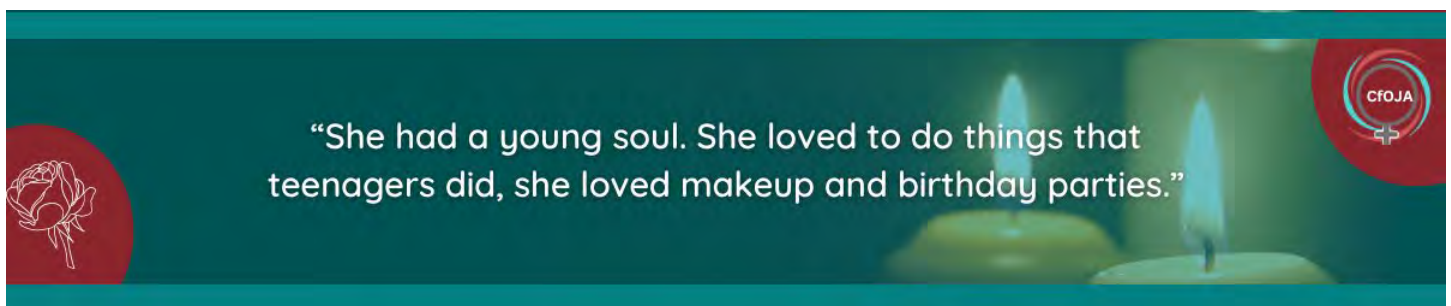 “She had a young soul. She loved to do things that
teenagers did, she loved makeup and birthday parties.”
CfOJA